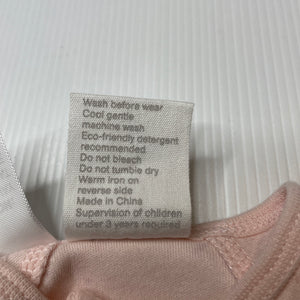 Wash before wear
Cool gentle
machine wash
Eco-friendly detergent
recommended
Do not bleach
Do not tumble dry
Warm iron on
reverse side
Made in China
Supervision of children
under 3 years required